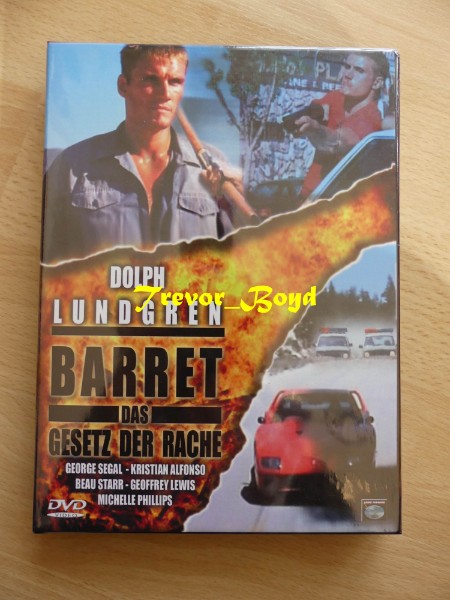 DOLPH
LUNDGREN
Trevor_Boyd
BARRET
DAS
GESETZ DER RACHE
GEORGE SEGAL - KRISTIAN ALFONSO
BEAU STARR - GEOFFREY LEWIS
MICHELLE PHILLIPS
DVD
VIDEO